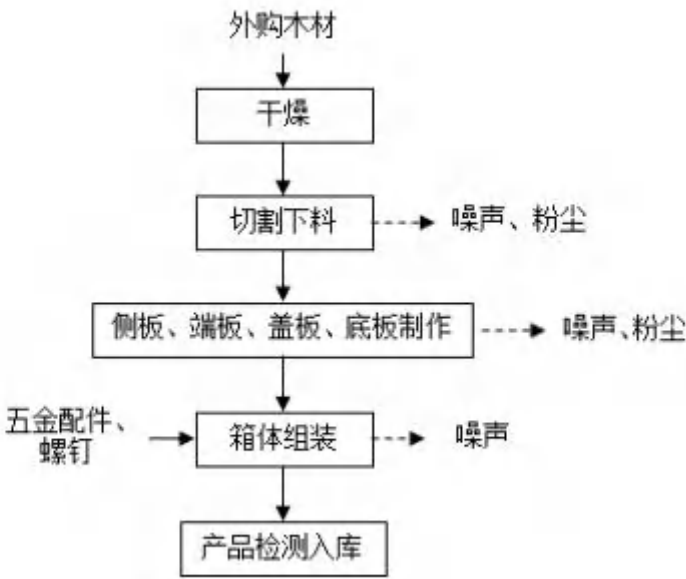 外购木材
干燥
切割下料
噪声、粉尘
侧板、端板、盖板、底板制作
噪声、粉尘
五金配件、
螺钉
箱体组装
噪声
产品检测入库